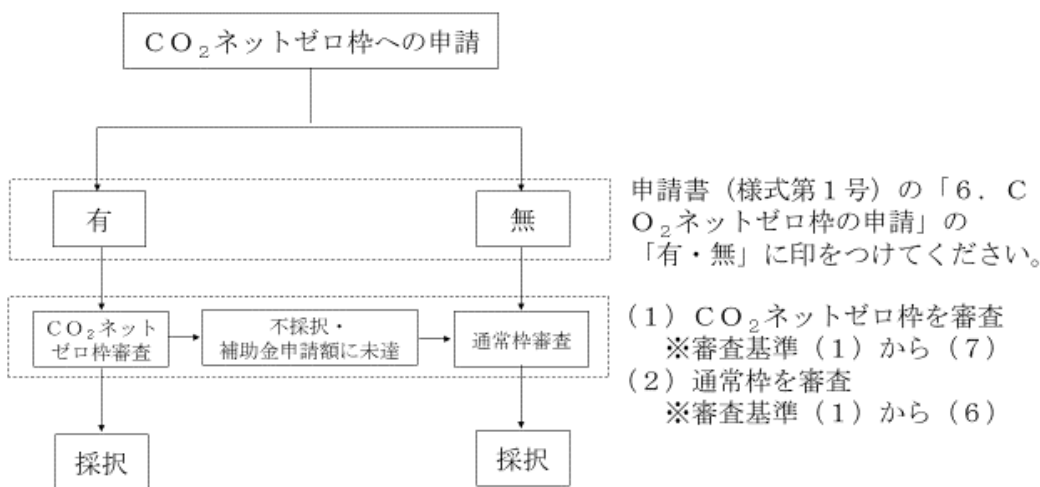 CO₂ネットゼロ枠への申請
有
無
申請書（様式第1号）の「6．C
O₂ネットゼロ枠の申請」の
「有・無」に印をつけてください。
CO₂ネット
ゼロ枠審査
不採択・
補助金申請額に未達
通常枠審査
（1）CO₂ネットゼロ枠を審査
※審査基準（1）から（7）
（2）通常枠を審査
※審査基準（1）から（6）
採択
採択